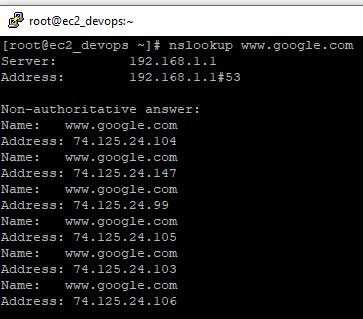 root@ec2_devops:~
[root@ec2_devops ~]# nslookup www.google.com
Server:         192.168.1.1
Address:        192.168.1.1#53
Non-authoritative answer:
Name:   www.google.com
Address: 74.125.24.104
Name:   www.google.com
Address: 74.125.24.147
Name:   www.google.com
Address: 74.125.24.99
Name:   www.google.com
Address: 74.125.24.105
Name:   www.google.com
Address: 74.125.24.103
Name:   www.google.com
Address: 74.125.24.106